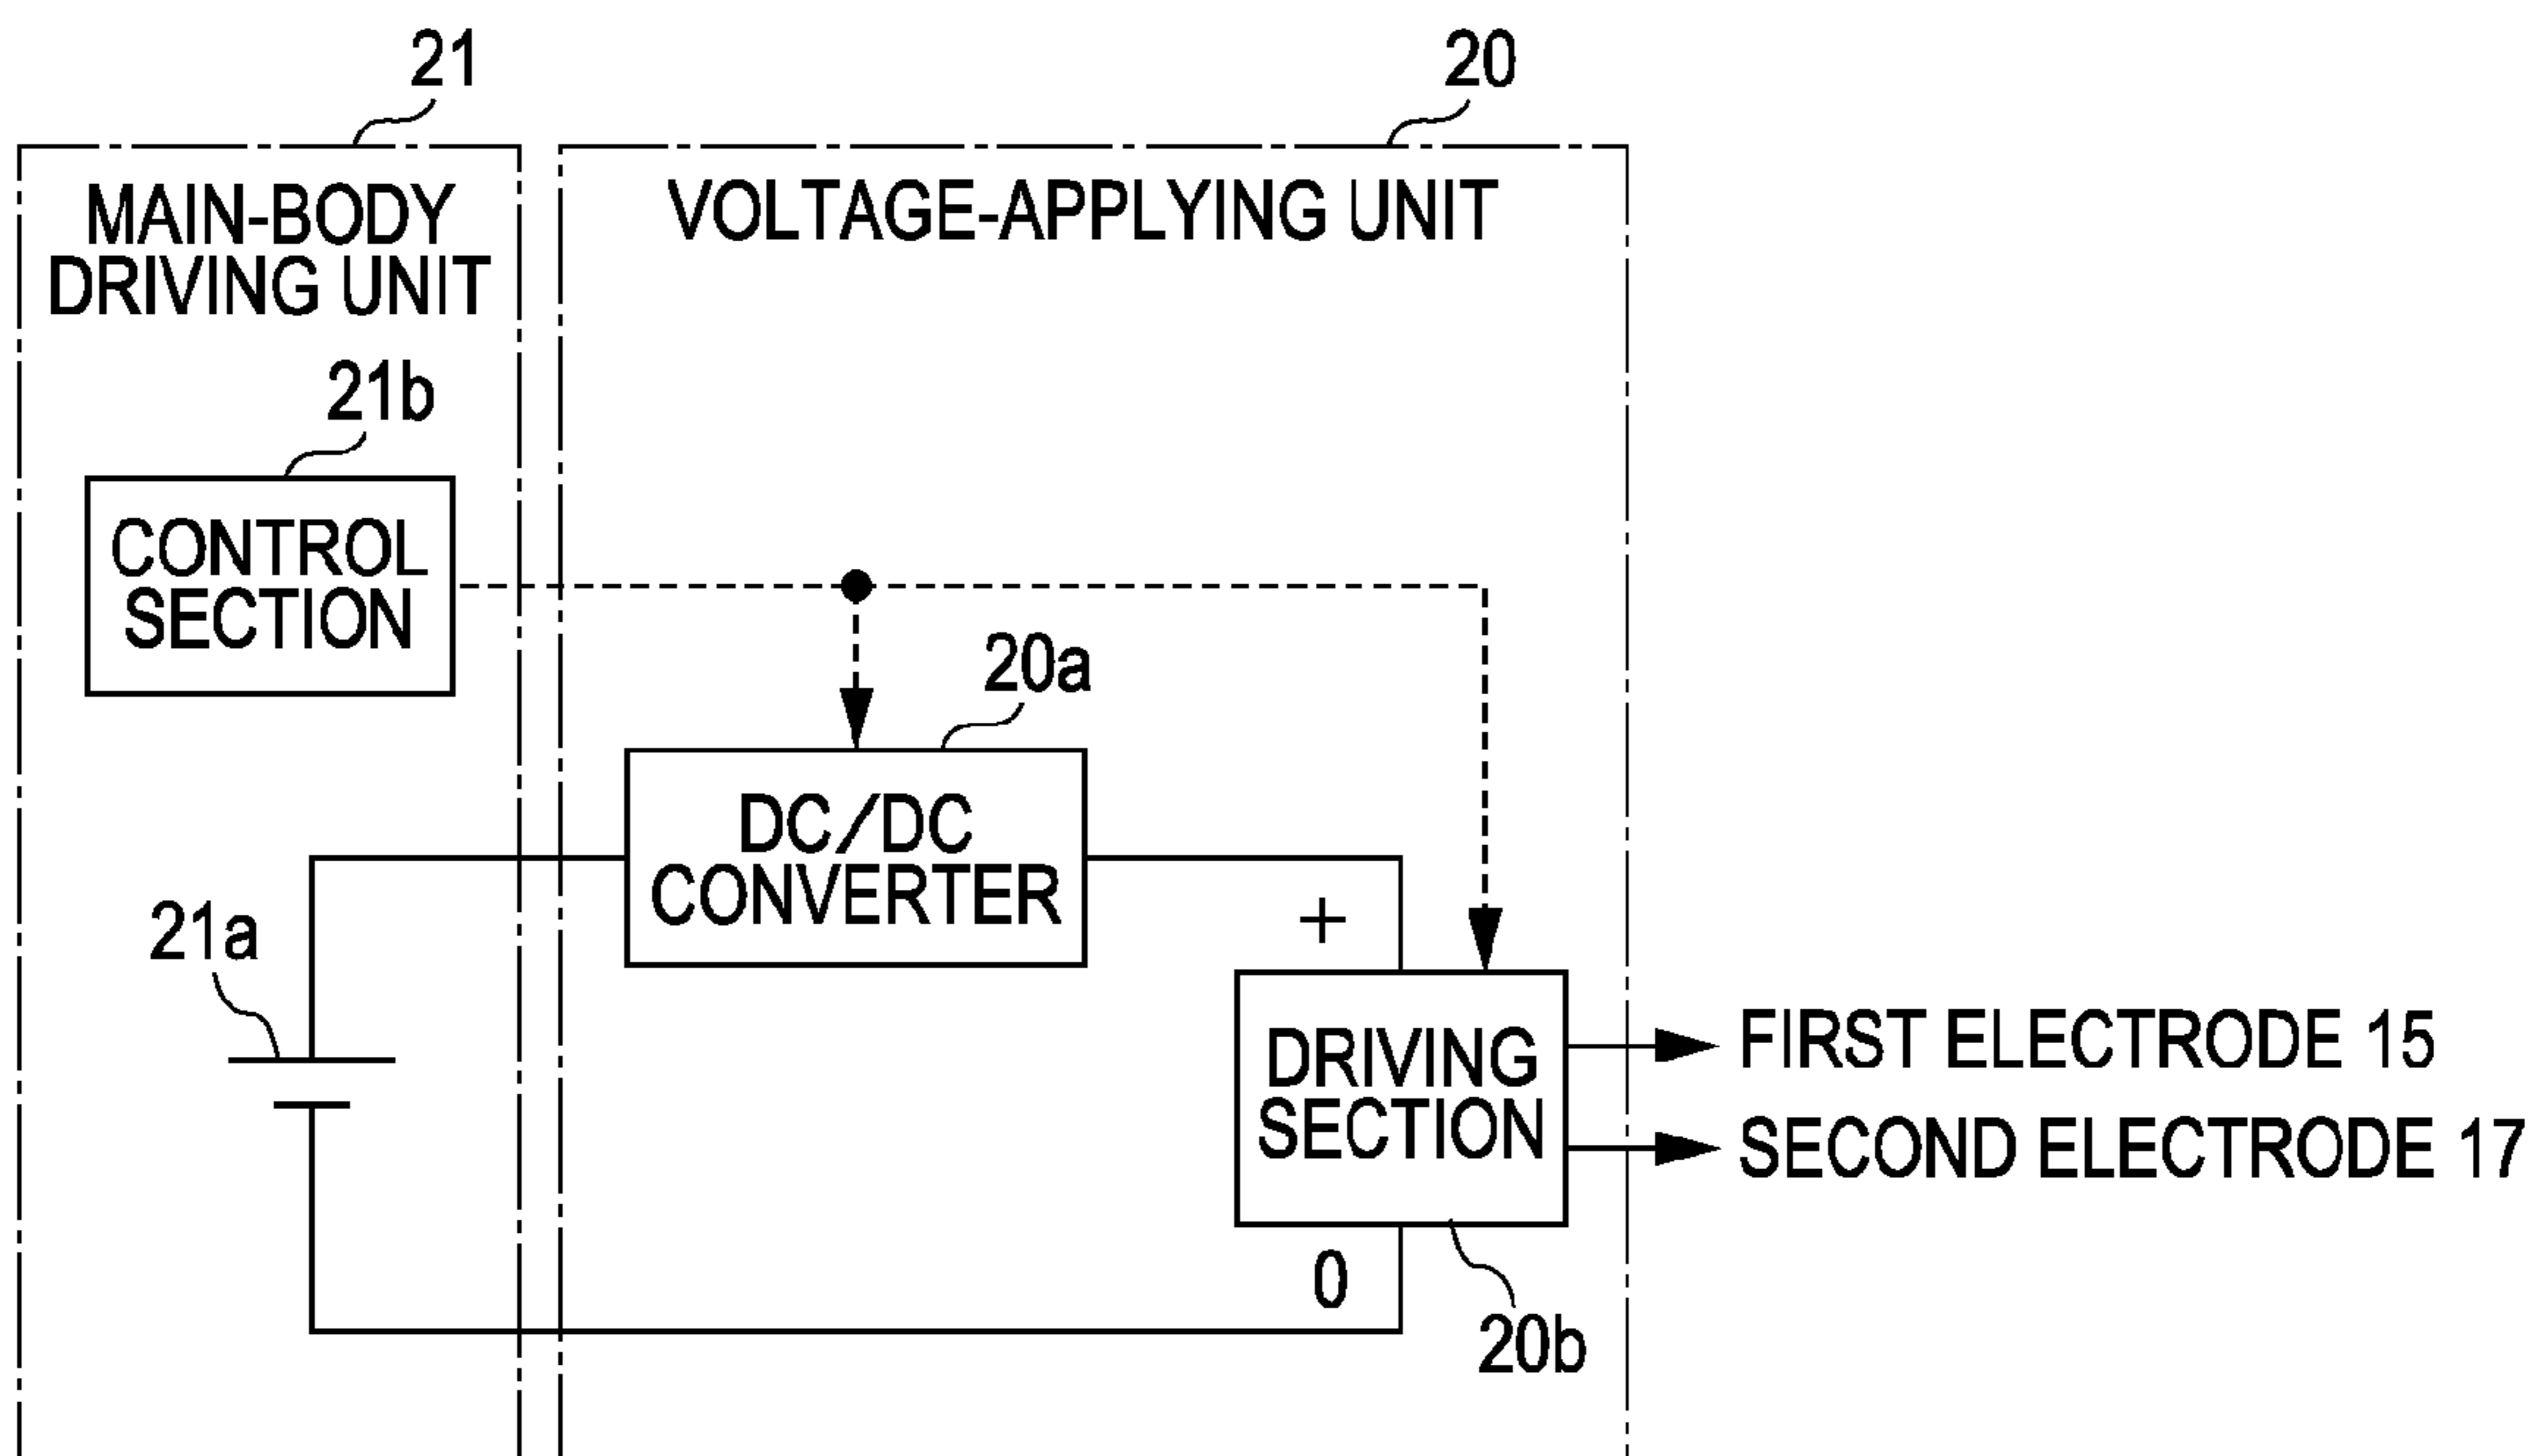 21
20
MAIN-BODY
DRIVING UNIT
VOLTAGE-APPLYING UNIT
21b
CONTROL
SECTION
20a
DC/DC
CONVERTER
21a
+
DRIVING
SECTION
FIRST ELECTRODE 15
SECOND ELECTRODE 17
0
20b